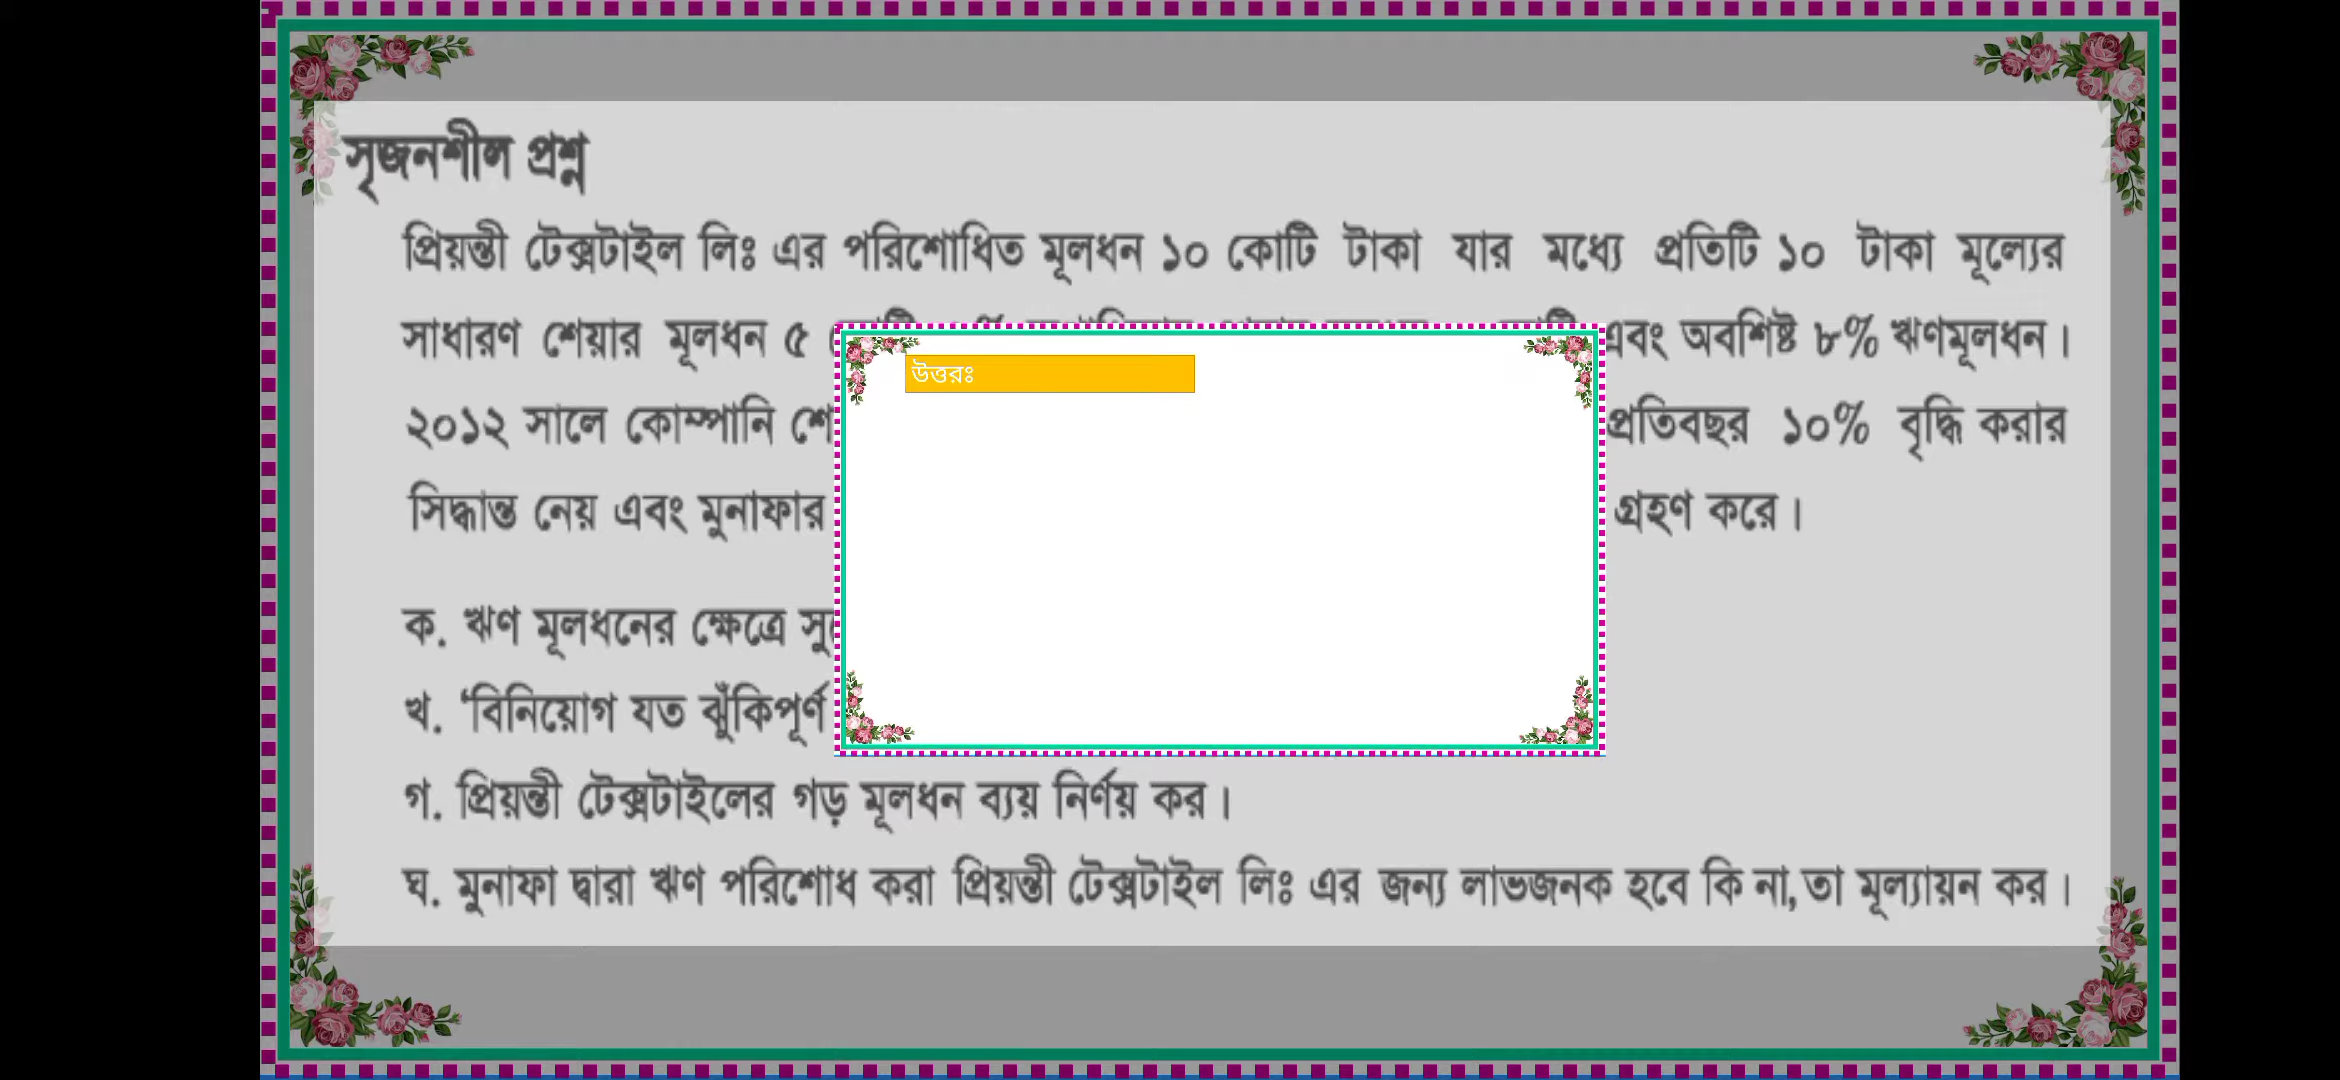 সৃজনশীল প্রশ্ন
প্রিয়ন্তী টেক্সটাইল লিঃ এর পরিশোধিত মূলধন ১০ কোটি টাকা যার মধ্যে প্রতিটি ১০ টাকা মূল্যের
সাধারণ শেয়ার মূলধন ৫ এবং অবশিষ্ট ৮% ঋণমূলধন।
উত্তরঃ
২০১২ সালে কোম্পানি প্রতিবছর ১০% বৃদ্ধি করার
সিদ্ধান্ত নেয় এবং মুনাফার গ্রহণ করে।
ক. ঋণ মূলধনের ক্ষেত্রে
খ. ‘বিনিয়োগ যত ঝুঁকিপূর্ণ
গ. প্রিয়ন্তী টেক্সটাইলের গড় মূলধন ব্যয় নির্ণয় কর।
ঘ. মুনাফা দ্বারা ঋণ পরিশোধ করা প্রিয়ন্তী টেক্সটাইল লিঃ এর জন্য লাভজনক হবে কি না, তা মূল্যায়ন কর।